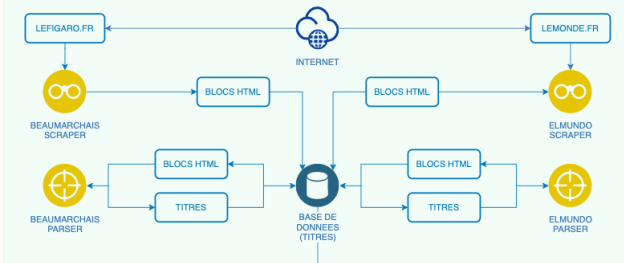 LEFIGARO.FR
INTERNET
LEMONDE.FR
BLOCS HTML
BLOCS HTML
BEAUMARCHAIS
SCRAPER
ELMUNDO
SCRAPER
BLOCS HTML
TITRES
BLOCS HTML
TITRES
BEAUMARCHAIS
PARSER
BASE DE
DONNEES
(TITRES)
ELMUNDO
PARSER